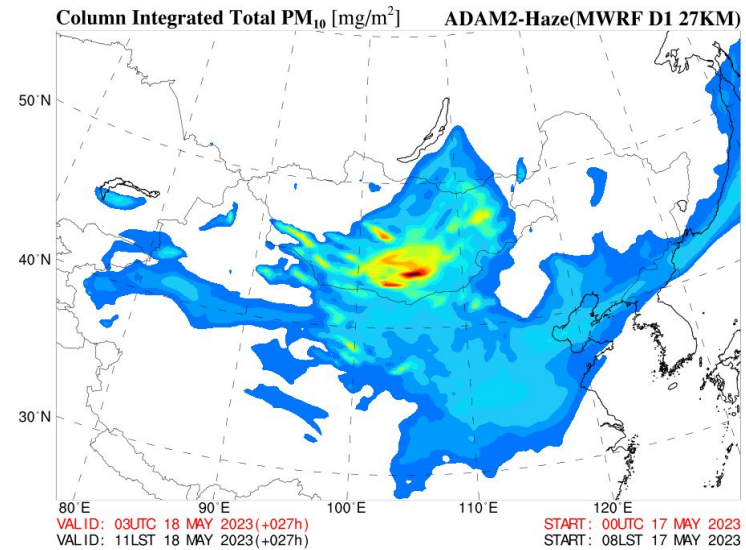 Column Integrated Total PM₁₀ [mg/m²] ADAM2-Haze(MWRF D1 27KM)
50°N
40°N
30°N
80°E 90°E 100°E 110°E 120°E
VALID: 03UTC 18 MAY 2023(+027h) START: 00UTC 17 MAY 2023
VALID: 11LST 18 MAY 2023(+027h) START: 08LST 17 MAY 2023